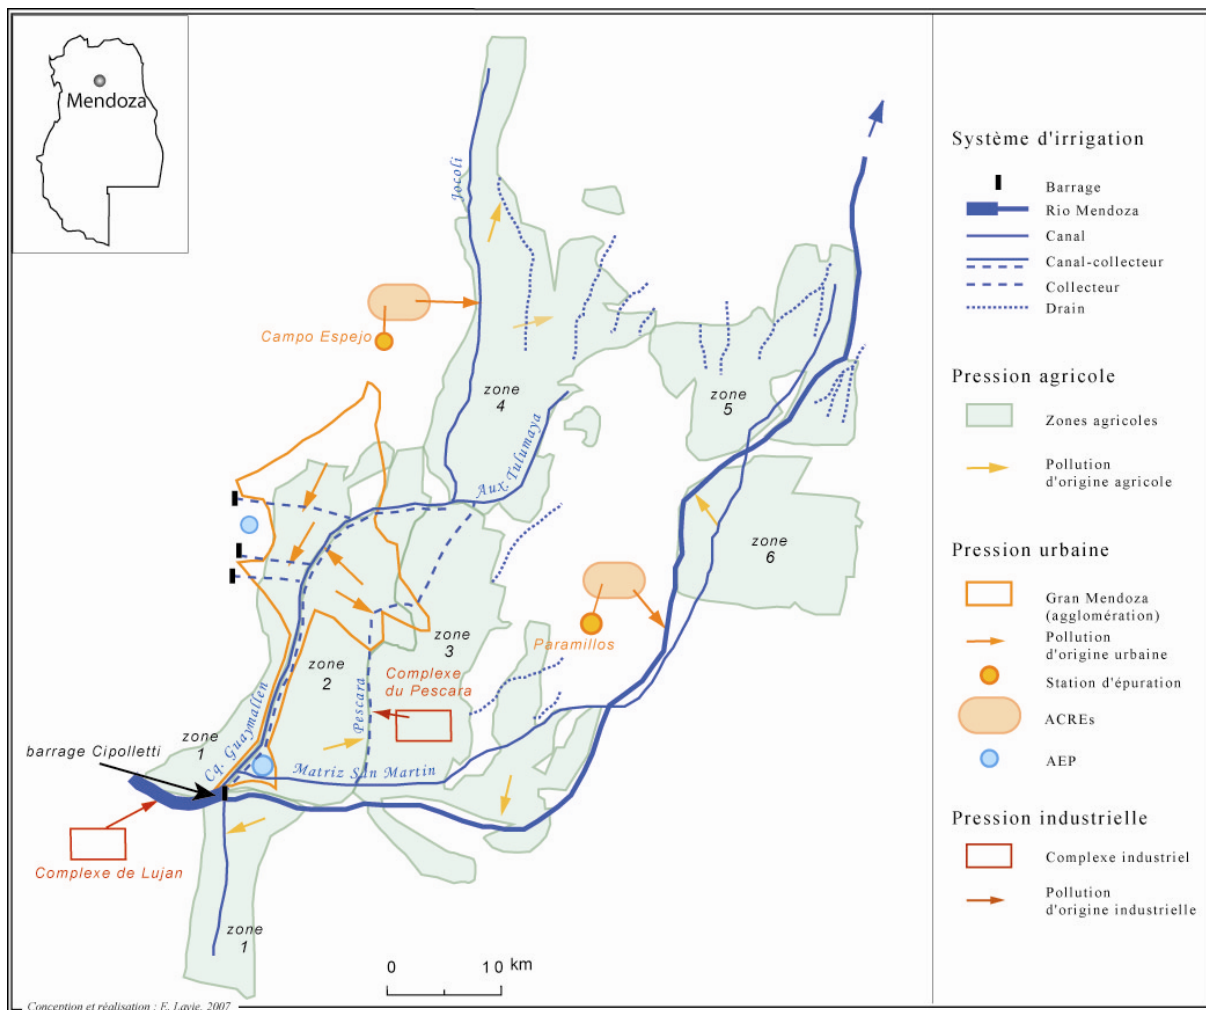 Mendoza
Jocoli
Campo Espejo
zone
4
zone
5
Aux. Tulumaya
zone
6
Paramillos
zone
3
zone
2
Complexe
du Pescara
Pescara
Cq. Guaymallen
zone
1
barrage Cipolletti
Matriz San Martin
Complexe de Lujan
zone
1
0 10 km
Conception et réalisation : E. Lavie, 2007
Système d'irrigation
Barrage
Rio Mendoza
Canal
Canal-collecteur
Collecteur
Drain
Pression agricole
Zones agricoles
Pollution
d'origine agricole
Pression urbaine
Gran Mendoza
(agglomération)
Pollution
d'origine urbaine
Station d'épuration
ACREs
AEP
Pression industrielle
Complexe industriel
Pollution
d'origine industrielle